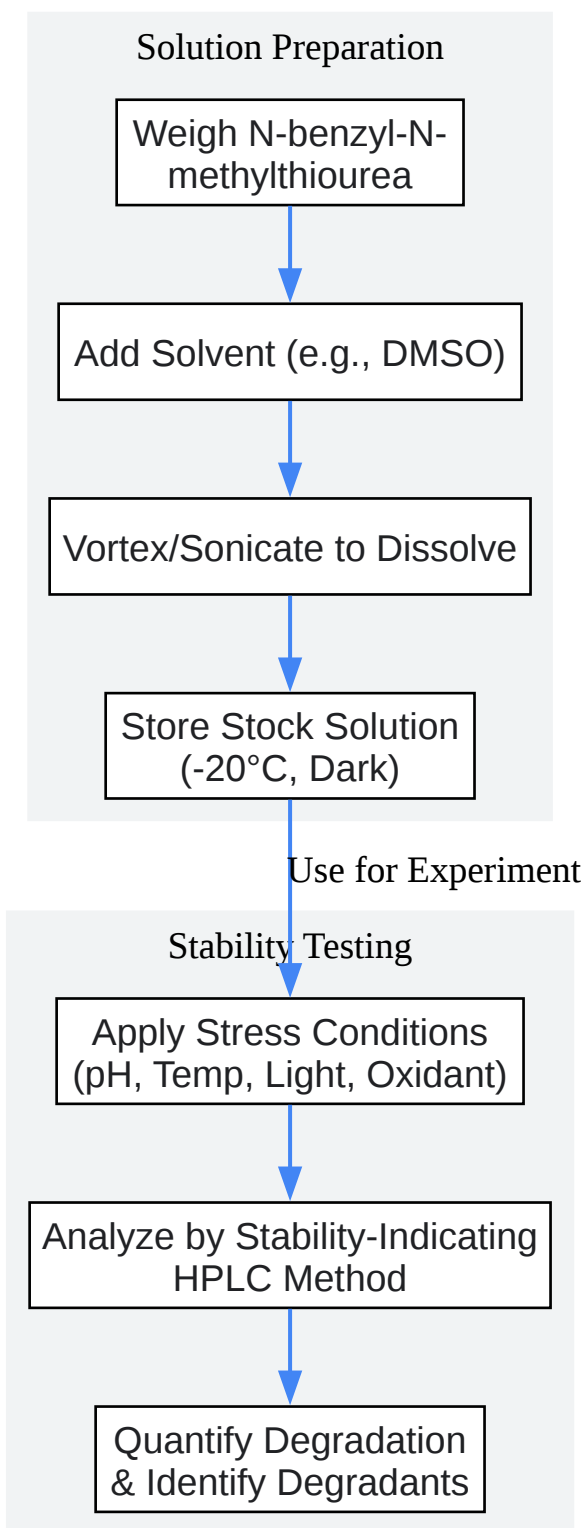 Solution Preparation
Weigh N-benzyl-N-
methylthiourea
Add Solvent (e.g., DMSO)
Vortex/Sonicate to Dissolve
Store Stock Solution
(-20°C, Dark)
Use for Experiment
Stability Testing
Apply Stress Conditions
(pH, Temp, Light, Oxidant)
Analyze by Stability-Indicating
HPLC Method
Quantify Degradation
& Identify Degradants